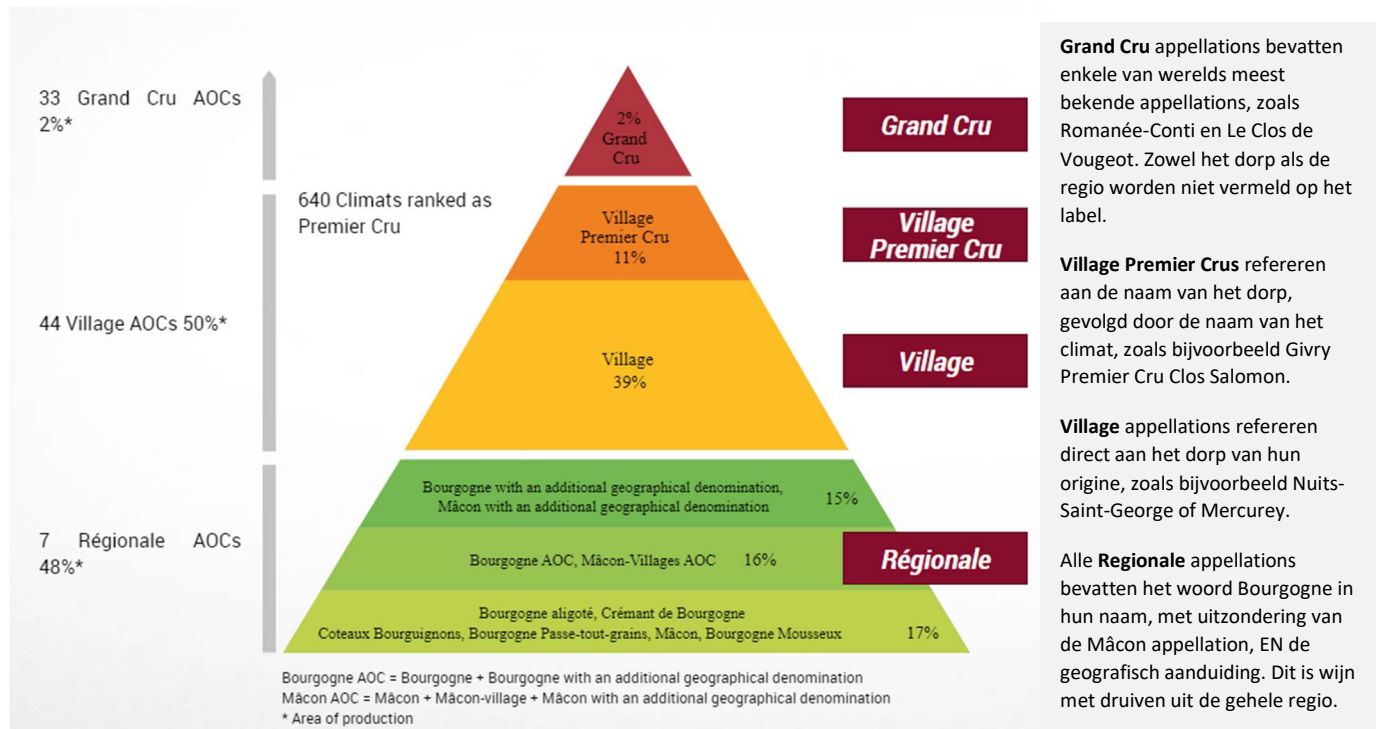 33 Grand Cru AOCs
2%*
640 Climats ranked as
Premier Cru
44 Village AOCs 50%*
7 Régionale AOCs
48%*
2%
Grand
Cru
Village
Premier Cru
11%
Village
39%
Bourgogne with an additional geographical denomination,
Mâcon with an additional geographical denomination
15%
Bourgogne AOC, Mâcon-Villages AOC 16%
Bourgogne aligoté, Crémant de Bourgogne
Coteaux Bourguignons, Bourgogne Passe-tout-grains, Mâcon, Bourgogne Mousseux 17%
Grand Cru
Village
Premier Cru
Village
Régionale
Bourgogne AOC = Bourgogne + Bourgogne with an additional geographical denomination
Mâcon AOC = Mâcon + Mâcon-village + Mâcon with an additional geographical denomination
* Area of production
Grand Cru appellations bevatten
enkele van werelds meest
bekende appellations, zoals
Romanée-Conti en Le Clos de
Vougeot. Zowel het dorp als de
regio worden niet vermeld op het
label.
Village Premier Crus refereren
aan de naam van het dorp,
gevolgd door de naam van het
climat, zoals bijvoorbeeld Givry
Premier Cru Clos Salomon.
Village appellations refereren
direct aan het dorp van hun
origine, zoals bijvoorbeeld Nuits-
Saint-George of Mercurey.
Alle Regionale appellations
bevatten het woord Bourgogne in
hun naam, met uitzondering van
de Mâcon appellation, EN de
geografisch aanduiding. Dit is wijn
met druiven uit de gehele regio.